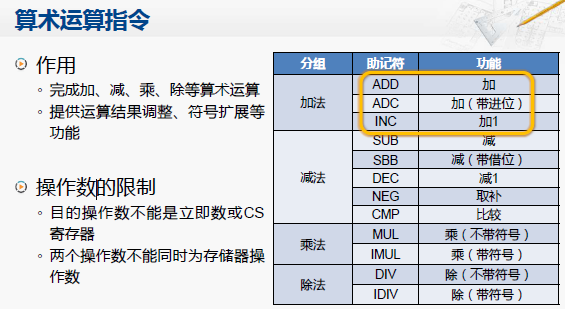 算术运算指令
作用
完成加、减、乘、除等算术运算
提供运算结果调整、符号扩展等
功能
操作数的限制
目的操作数不能是立即数或CS
寄存器
两个操作数不能同时为存储器操
作数
分组 助记符 功能
加法 ADD 加
ADC 加（带进位）
INC 加1
减法 SUB 减
SBB 减（带借位）
DEC 减1
NEG 取补
CMP 比较
乘法 MUL 乘（不带符号）
IMUL 乘（带符号）
除法 DIV 除（不带符号）
IDIV 除（带符号）